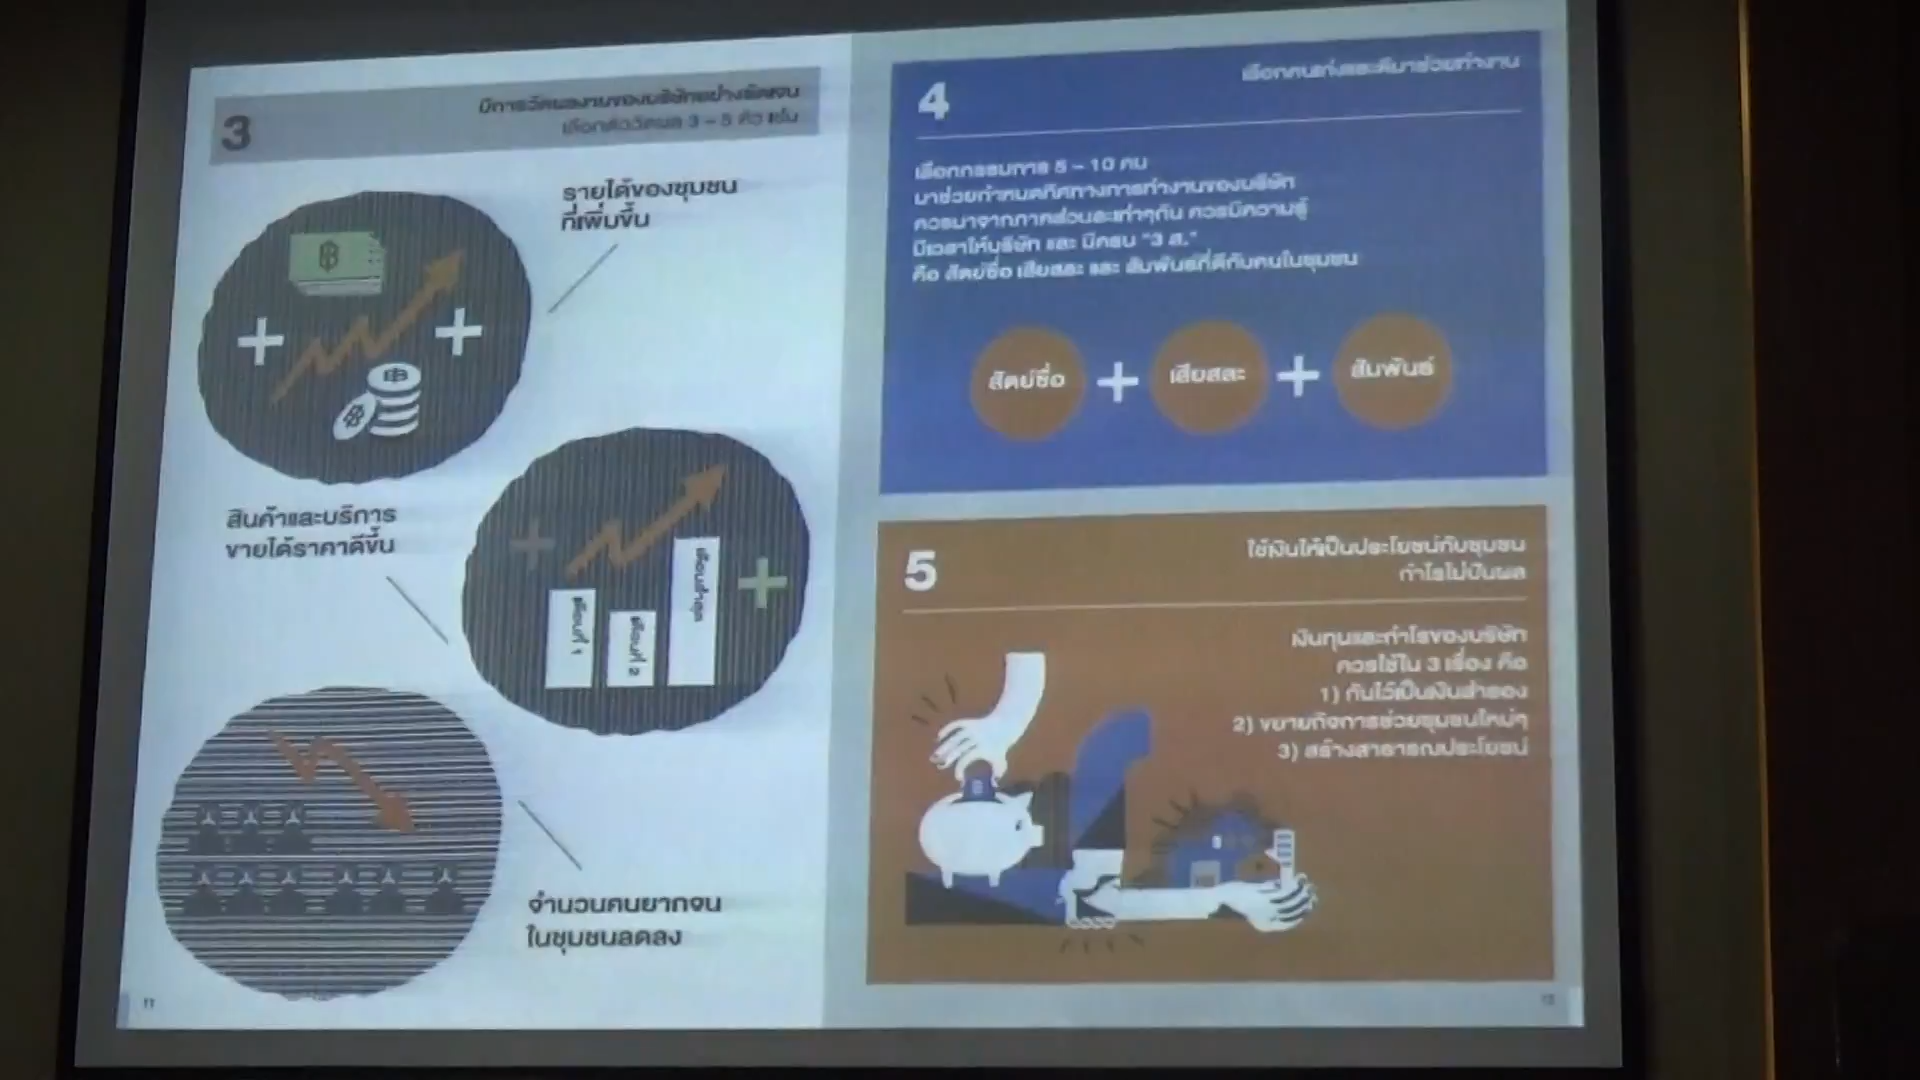 3
มีการวัดผลงานของบริษัทอย่างชัดเจน
เลือกตัววัดผล 3 - 5 ตัว เช่น
รายได้ของชุมชน
ที่เพิ่มขึ้น
สินค้าและบริการ
ขายได้ราคาดีขึ้น
เดือนที่ 1
เดือนที่ 2
เดือนล่าสุด
จำนวนคนยากจน
ในชุมชนลดลง
11
4
เลือกคนเก่งและดีมาช่วยทำงาน
เลือกกรรมการ 5 - 10 คน
มาช่วยกำหนดทิศทางการทำงานของบริษัท
ควรมาจากภาคส่วนละเท่าๆกัน ควรมีความรู้
มีเวลาให้บริษัท และ มีครบ "3 ส."
คือ สัตย์ซื่อ เสียสละ และ สัมพันธ์ที่ดีกับคนในชุมชน
สัตย์ซื่อ + เสียสละ + สัมพันธ์
5
ใช้เงินให้เป็นประโยชน์กับชุมชน
กำไรไม่ปันผล
เงินทุนและกำไรของบริษัท
ควรใช้ใน 3 เรื่อง คือ
1) กันไว้เป็นเงินสำรอง
2) ขยายกิจการช่วยชุมชนใหม่ๆ
3) สร้างสาธารณประโยชน์